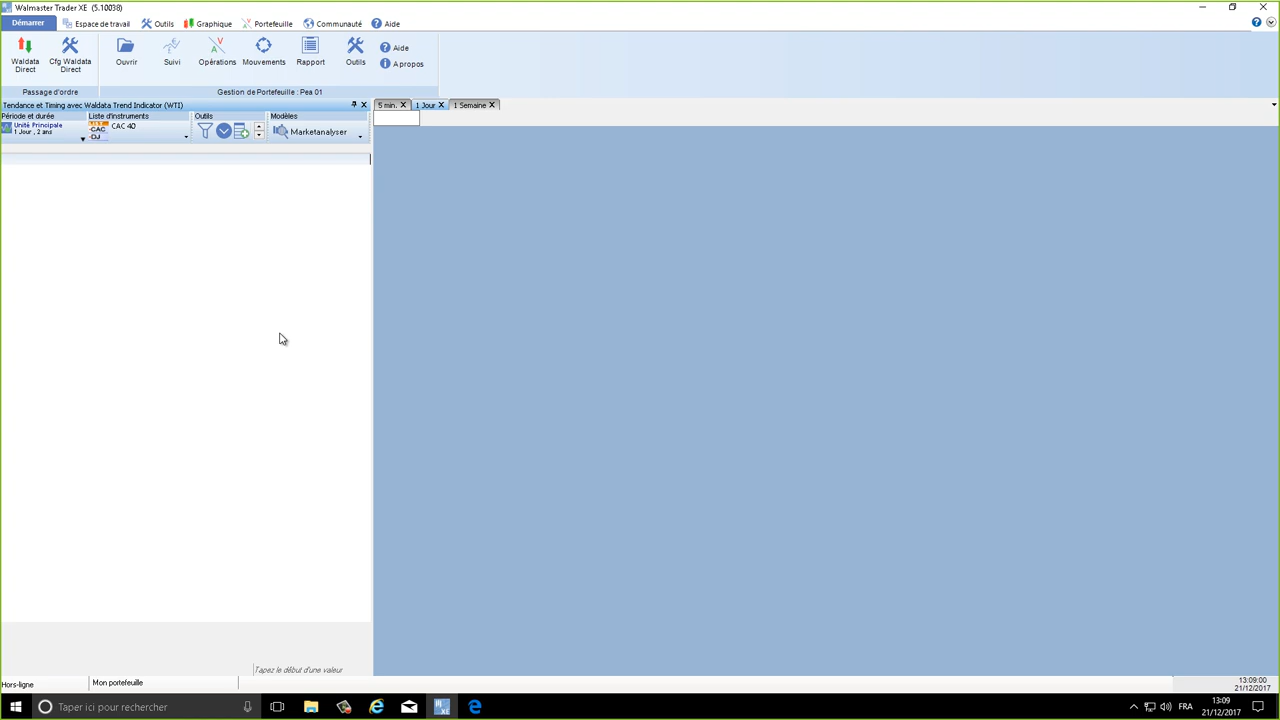 Walmaster Trader XE (5.10038)
Démarrer Espace de travail Outils Graphique Portefeuille Communauté Aide
Waldata Direct
Cfg Waldata Direct
Ouvrir
Suivi
Opérations
Mouvements
Rapport
Outils
Aide
A propos
Passage d'ordre
Gestion de Portefeuille : Pea 01
Tendance et Timing avec Waldata Trend Indicator (WTI)
5 min. 1 Jour 1 Semaine
Période et durée Liste d'instruments Outils Modèles
Unité Principale
1 Jour , 2 ans
LIST
-CAC
-DJ
CAC 40
Marketanalyser
Tapez le début d'une valeur
Hors-ligne Mon portefeuille
13:09:00
21/12/2017
Taper ici pour rechercher
XE
FRA
13:09
21/12/2017